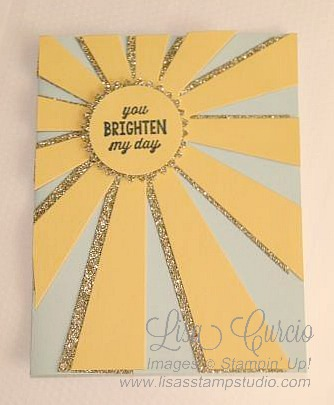 you
BRIGHTEN
my day
Lisa Curcio
Images © Stampin' Up!
www.lisasstampstudio.com